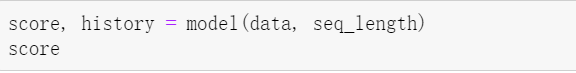 score, history = model(data, seq_length)
score